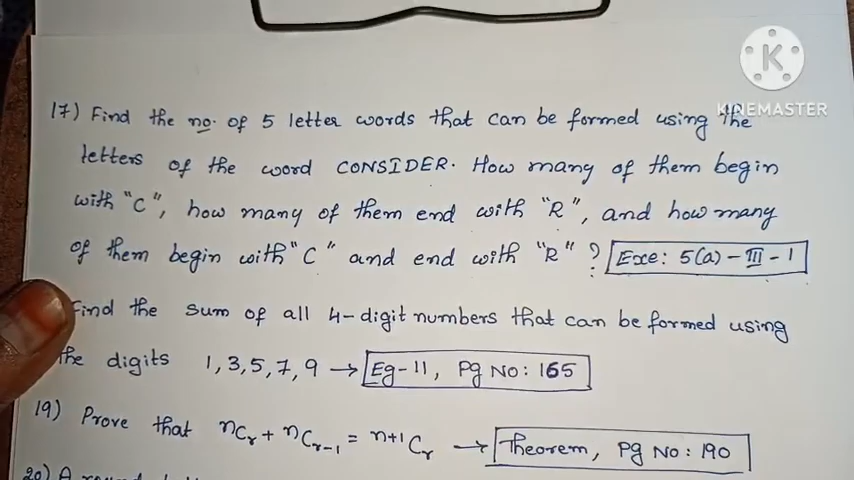 K
KINEMASTER
17) Find the no. of 5 letter words that can be formed using the
letters of the word CONSIDER. How many of them begin
with "C", how many of them end with "R", and how many
of them begin with "C" and end with "R" ? Exe: 5(a) - III - 1
Find the sum of all 4-digit numbers that can be formed using
the digits 1, 3, 5, 7, 9 → Eg-11, Pg No: 165
19) Prove that nCr + nCr-1 = n+1Cr → Theorem, Pg No: 190
20) A round